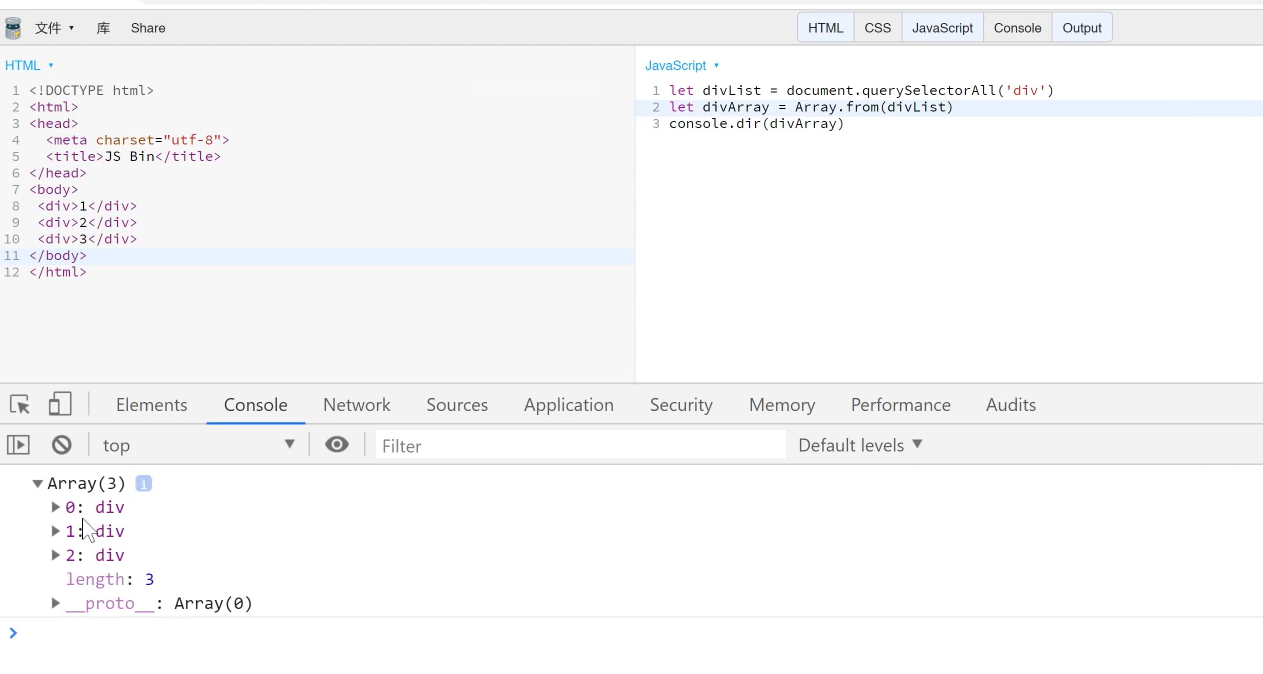 文件 ▾ 库 Share HTML CSS JavaScript Console Output
HTML ▾
1 <!DOCTYPE html>
2 <html>
3 <head>
4   <meta charset="utf-8">
5   <title>JS Bin</title>
6 </head>
7 <body>
8  <div>1</div>
9  <div>2</div>
10  <div>3</div>
11 </body>
12 </html>
JavaScript ▾
1 let divList = document.querySelectorAll('div')
2 let divArray = Array.from(divList)
3 console.dir(divArray)
Elements Console Network Sources Application Security Memory Performance Audits
top ▼ Filter Default levels ▼
▼Array(3) i
▶0: div
▶1: div
▶2: div
length: 3
▶__proto__: Array(0)
>